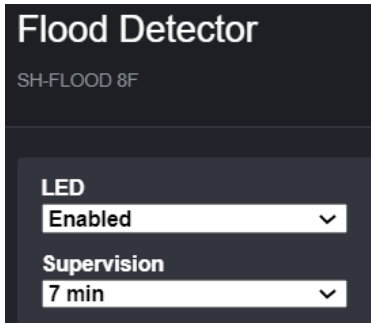 Flood Detector
SH-FLOOD 8F
LED
Enabled
Supervision
7 min